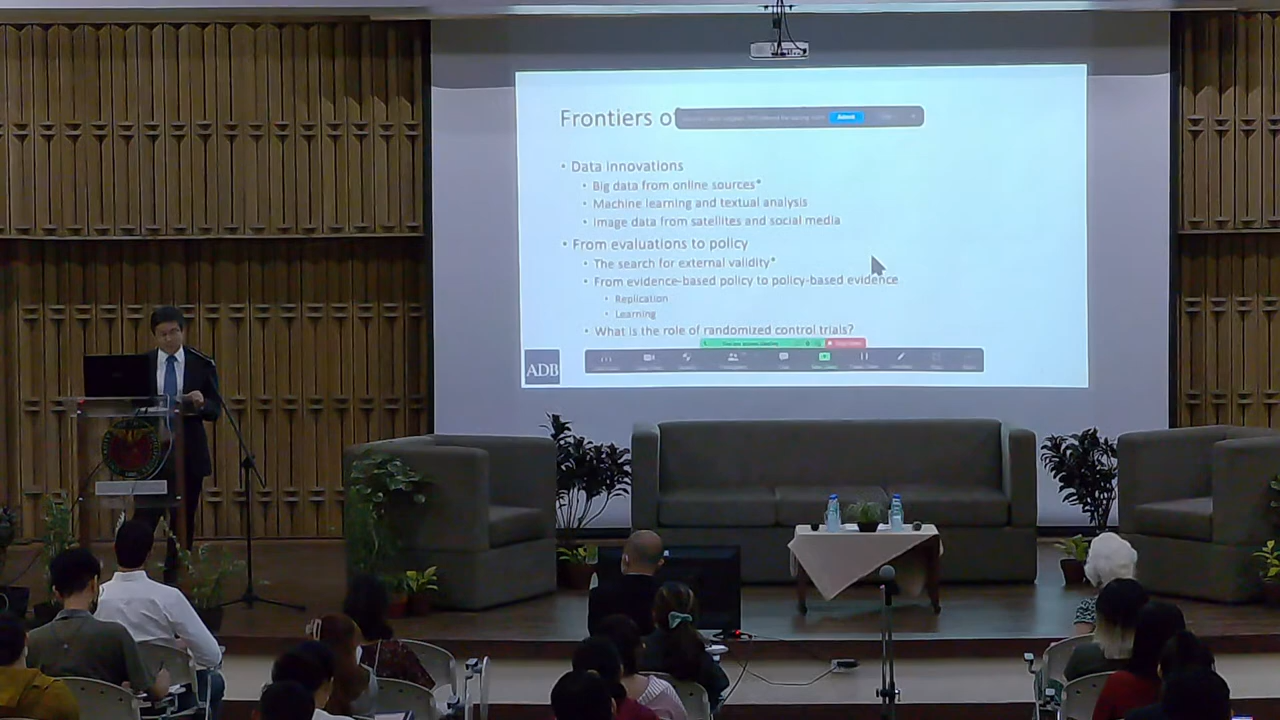 Frontiers o
Admit
• Data innovations
• Big data from online sources*
• Machine learning and textual analysis
• Image data from satellites and social media
• From evaluations to policy
• The search for external validity*
• From evidence-based policy to policy-based evidence
• Replication
• Learning
• What is the role of randomized control trials?
ADB